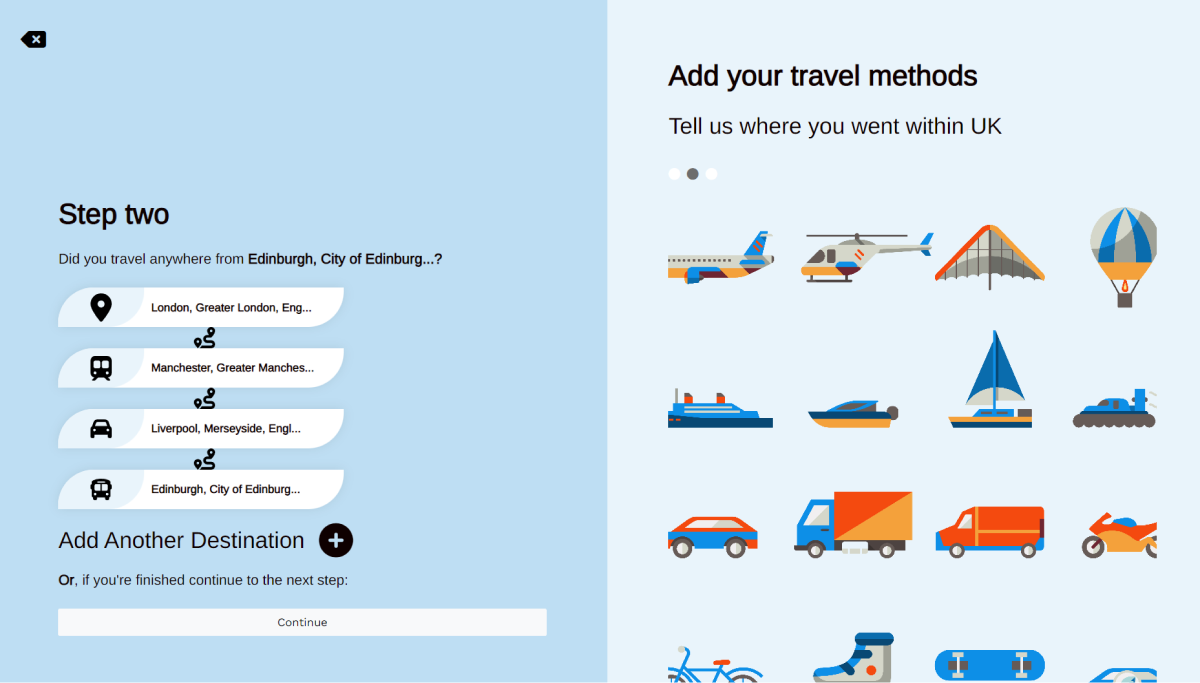 Step two
Did you travel anywhere from Edinburgh, City of Edinburg...?
London, Greater London, Eng...
Manchester, Greater Manches...
Liverpool, Merseyside, Engl...
Edinburgh, City of Edinburg...
Add Another Destination
Or, if you're finished continue to the next step:
Continue
Add your travel methods
Tell us where you went within UK